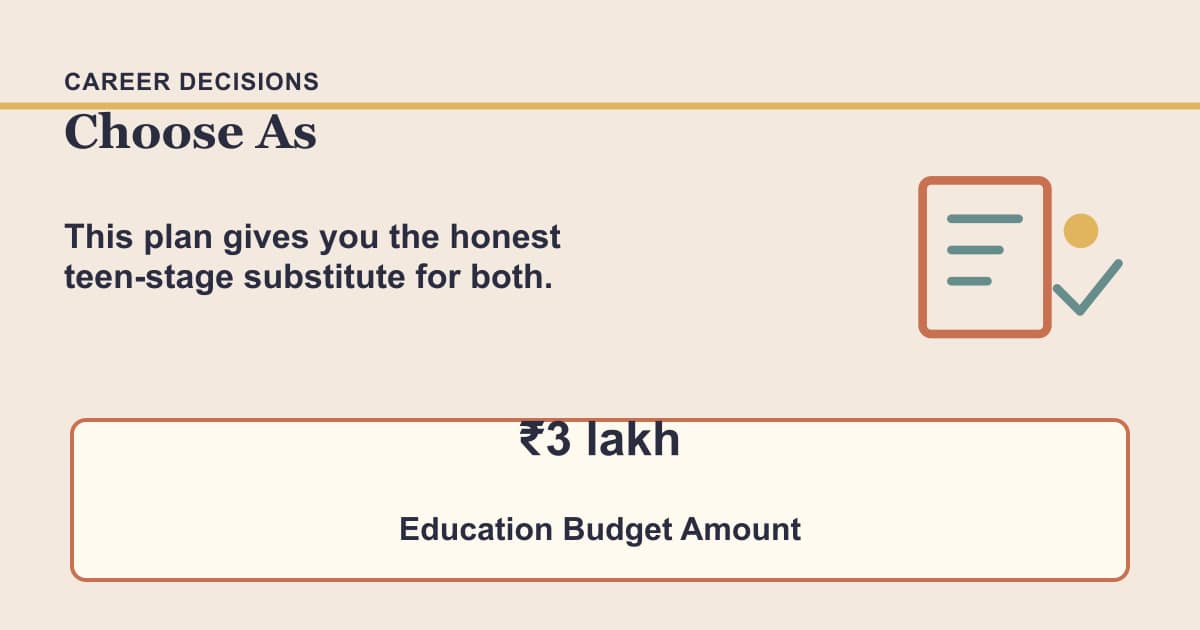 CAREER DECISIONS
Choose As
This plan gives you the honest
teen-stage substitute for both.
₹3 lakh
Education Budget Amount